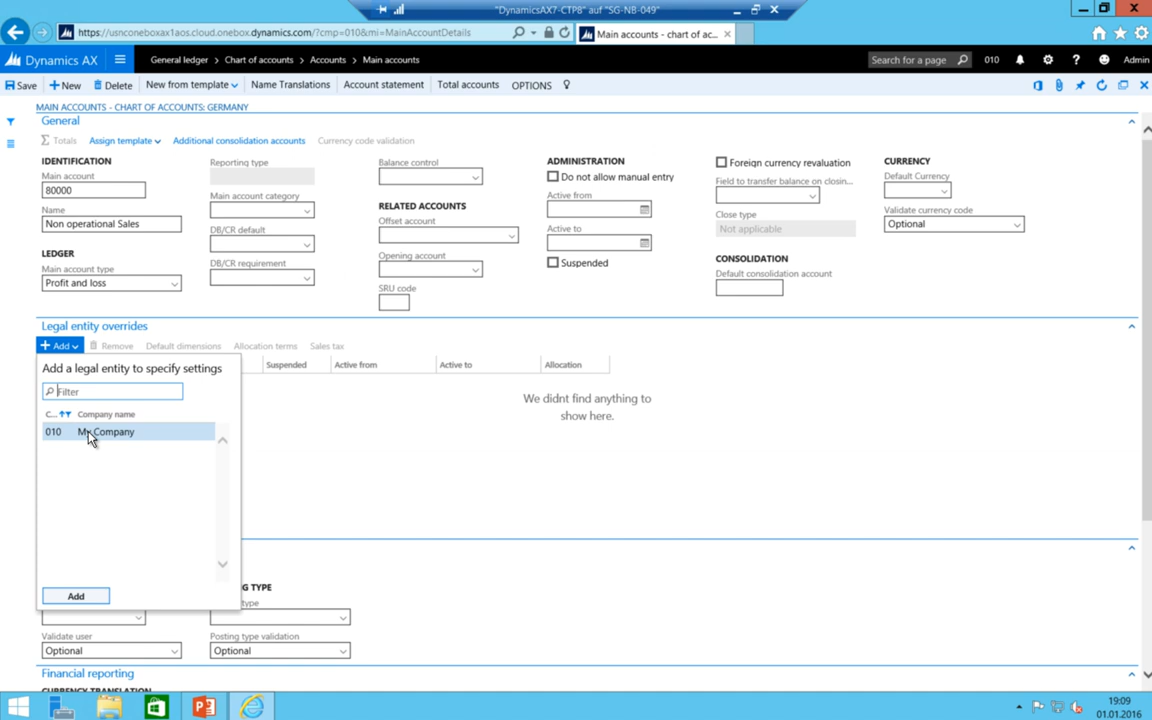 "DynamicsAX7-CTP8" auf "SG-NB-049"
https://usnconeboxax1aos.cloud.onebox.dynamics.com/?cmp=010&mi=MainAccountDetails
Main accounts - chart of ac...
Dynamics AX
General ledger > Chart of accounts > Accounts > Main accounts
Search for a page
010
Admin
Save
New
Delete
New from template
Name Translations
Account statement
Total accounts
OPTIONS
MAIN ACCOUNTS - CHART OF ACCOUNTS: GERMANY
General
Totals
Assign template
Additional consolidation accounts
Currency code validation
IDENTIFICATION
Main account
80000
Name
Non operational Sales
LEDGER
Main account type
Profit and loss
Reporting type
Main account category
DB/CR default
DB/CR requirement
Balance control
RELATED ACCOUNTS
Offset account
Opening account
SRU code
ADMINISTRATION
Do not allow manual entry
Active from
Active to
Suspended
Foreign currency revaluation
Field to transfer balance on closin...
Close type
Not applicable
CONSOLIDATION
Default consolidation account
CURRENCY
Default Currency
Validate currency code
Optional
Legal entity overrides
Add
Remove
Default dimensions
Allocation terms
Sales tax
Suspended
Active from
Active to
Allocation
We didnt find anything to
show here.
Add a legal entity to specify settings
Filter
C...
Company name
010
My Company
Add
G TYPE
type
Validate user
Optional
Posting type validation
Optional
Financial reporting
CURRENCY TRANSLATION
19:09
01.01.2016